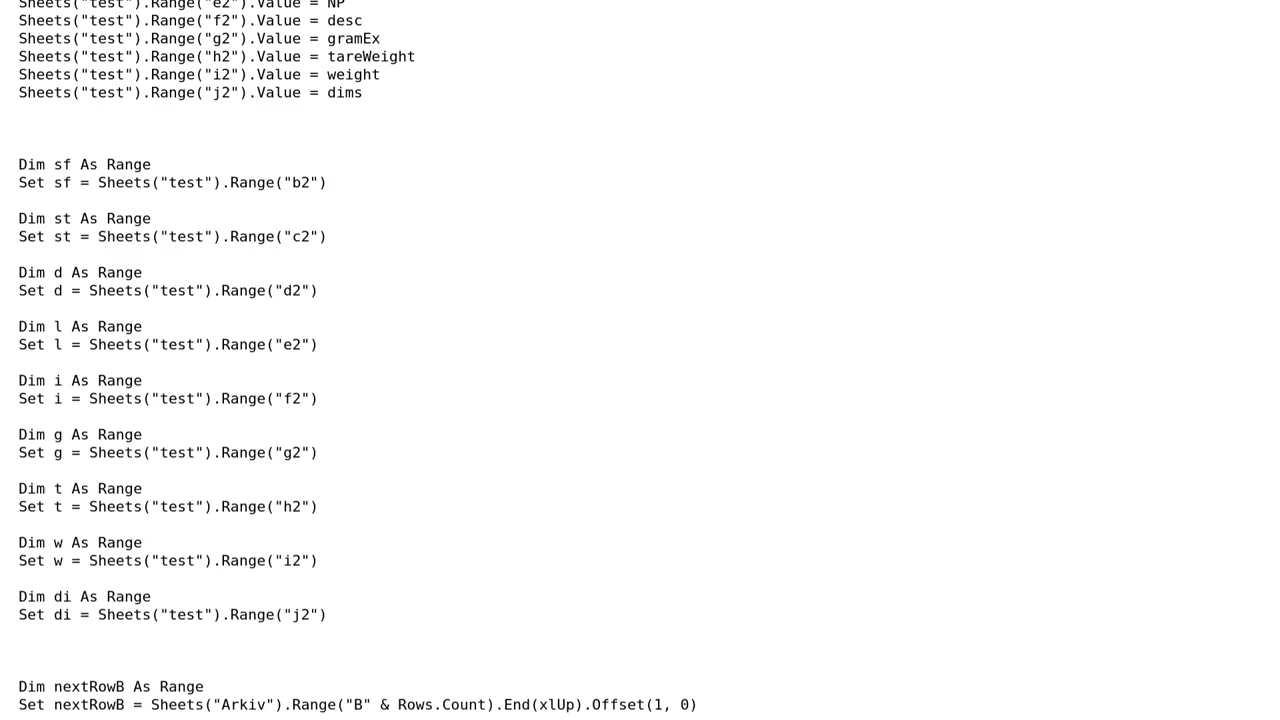 Sheets("test").Range("e2").Value = NP
Sheets("test").Range("f2").Value = desc
Sheets("test").Range("g2").Value = gramEx
Sheets("test").Range("h2").Value = tareWeight
Sheets("test").Range("i2").Value = weight
Sheets("test").Range("j2").Value = dims
Dim sf As Range
Set sf = Sheets("test").Range("b2")
Dim st As Range
Set st = Sheets("test").Range("c2")
Dim d As Range
Set d = Sheets("test").Range("d2")
Dim l As Range
Set l = Sheets("test").Range("e2")
Dim i As Range
Set i = Sheets("test").Range("f2")
Dim g As Range
Set g = Sheets("test").Range("g2")
Dim t As Range
Set t = Sheets("test").Range("h2")
Dim w As Range
Set w = Sheets("test").Range("i2")
Dim di As Range
Set di = Sheets("test").Range("j2")
Dim nextRowB As Range
Set nextRowB = Sheets("Arkiv").Range("B" & Rows.Count).End(xlUp).Offset(1, 0)